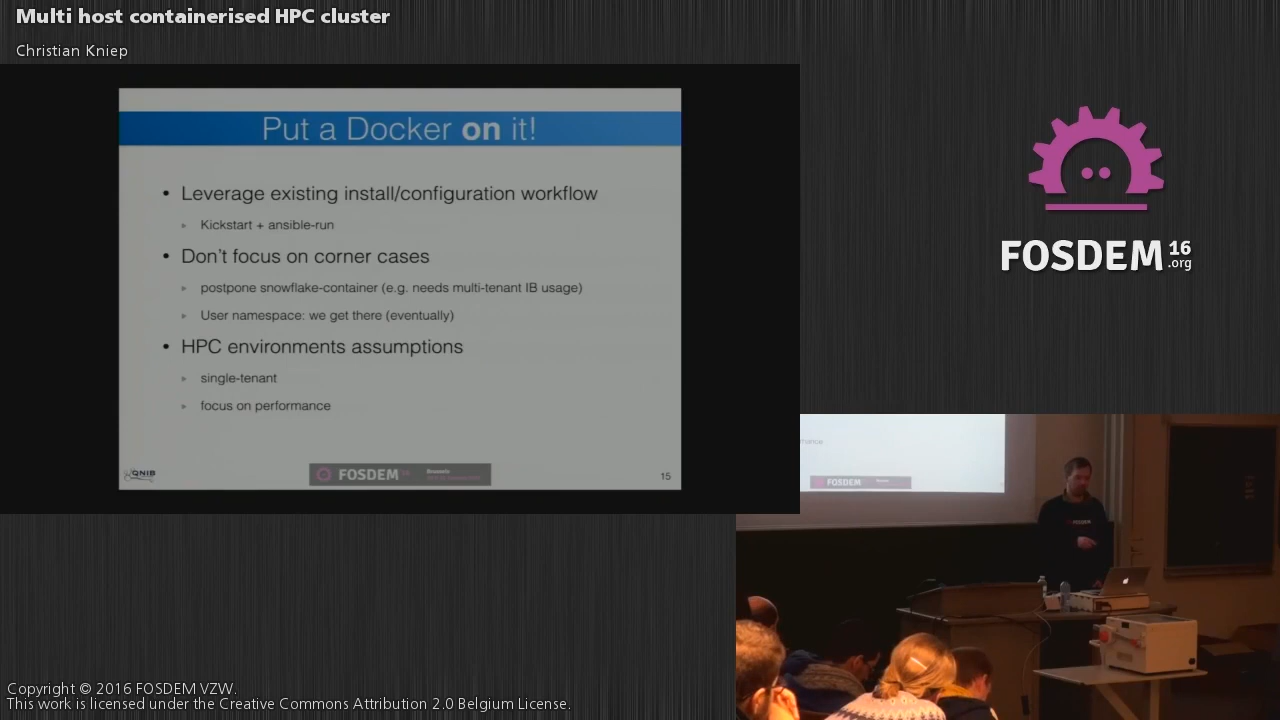 Multi host containerised HPC cluster
Christian Kniep
Put a Docker on it!
• Leverage existing install/configuration workflow
Kickstart + ansible-run
• Don't focus on corner cases
postpone snowflake-container (e.g. needs multi-tenant IB usage)
User namespace: we get there (eventually)
• HPC environments assumptions
single-tenant
focus on performance
QNIB
FOSDEM
15
FOSDEM 16
.org
FOSDEM
Copyright © 2016 FOSDEM VZW.
This work is licensed under the Creative Commons Attribution 2.0 Belgium License.